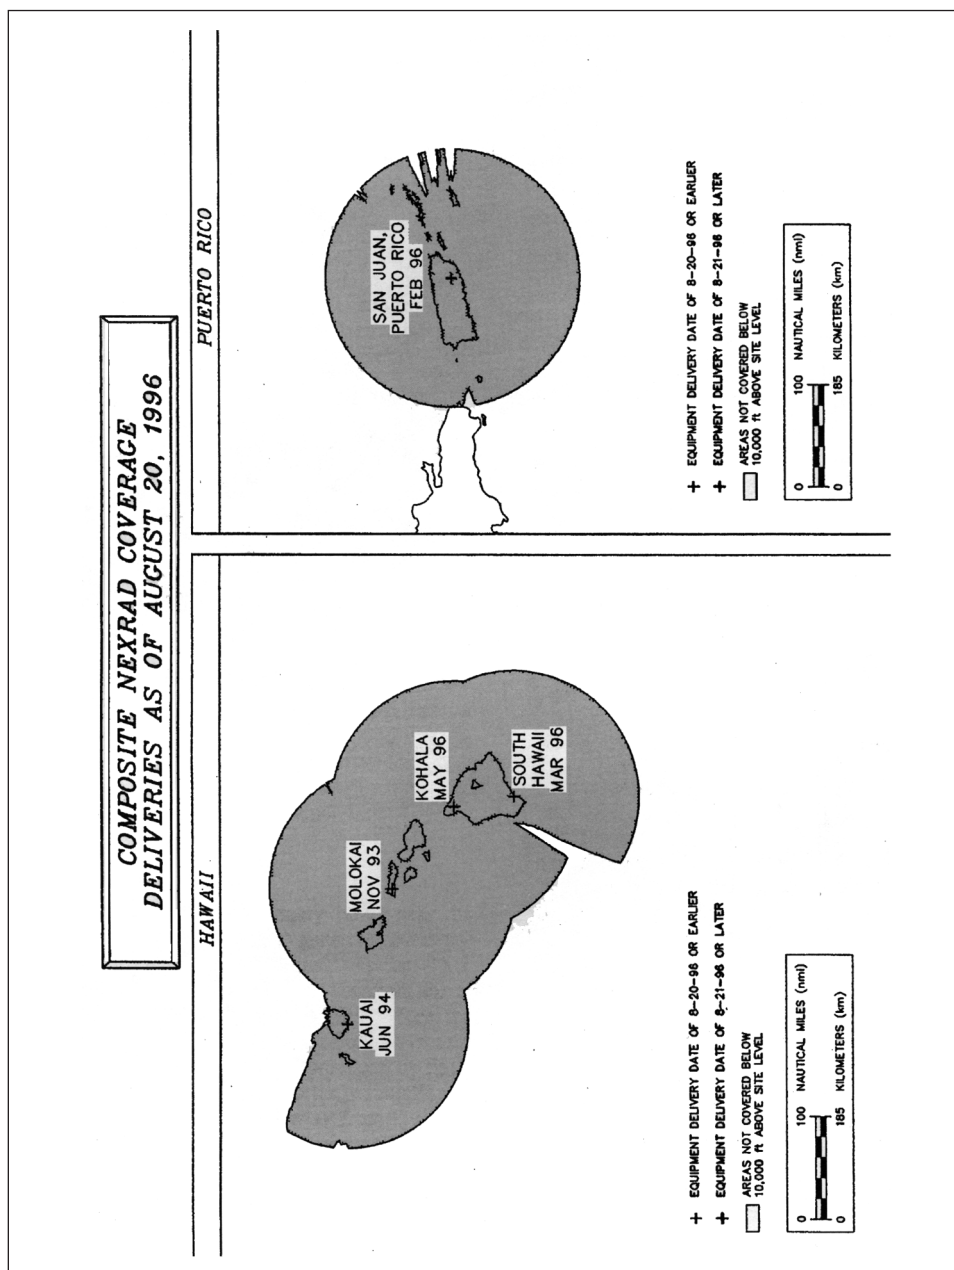 COMPOSITE NEXRAD COVERAGE
DELIVERIES AS OF AUGUST 20, 1996
HAWAII
KAUAI
JUN 94
MOLOKAI
NOV 93
KOHALA
MAY 96
SOUTH
HAWAII
MAR 96
+ EQUIPMENT DELIVERY DATE OF 8-20-96 OR EARLIER
+ EQUIPMENT DELIVERY DATE OF 8-21-96 OR LATER
AREAS NOT COVERED BELOW
10,000 ft ABOVE SITE LEVEL
0 100 NAUTICAL MILES (nmi)
0 185 KILOMETERS (km)
PUERTO RICO
SAN JUAN,
PUERTO RICO
FEB 96
+ EQUIPMENT DELIVERY DATE OF 8-20-96 OR EARLIER
+ EQUIPMENT DELIVERY DATE OF 8-21-96 OR LATER
AREAS NOT COVERED BELOW
10,000 ft ABOVE SITE LEVEL
0 100 NAUTICAL MILES (nmi)
0 185 KILOMETERS (km)